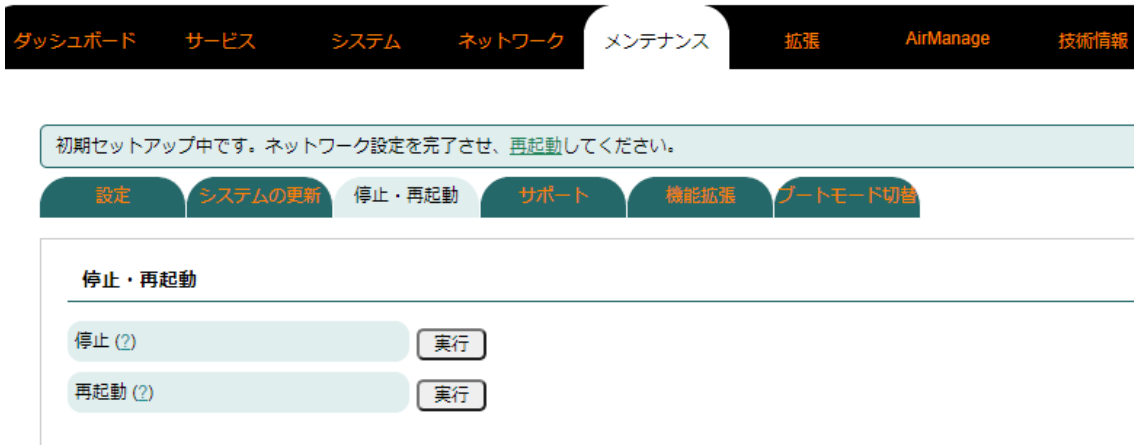 ダッシュボード サービス システム ネットワーク メンテナンス 拡張 AirManage 技術情報
初期セットアップ中です。ネットワーク設定を完了させ、再起動してください。
設定 システムの更新 停止・再起動 サポート 機能拡張 ブートモード切替
停止・再起動
停止 (?) 実行
再起動 (?) 実行